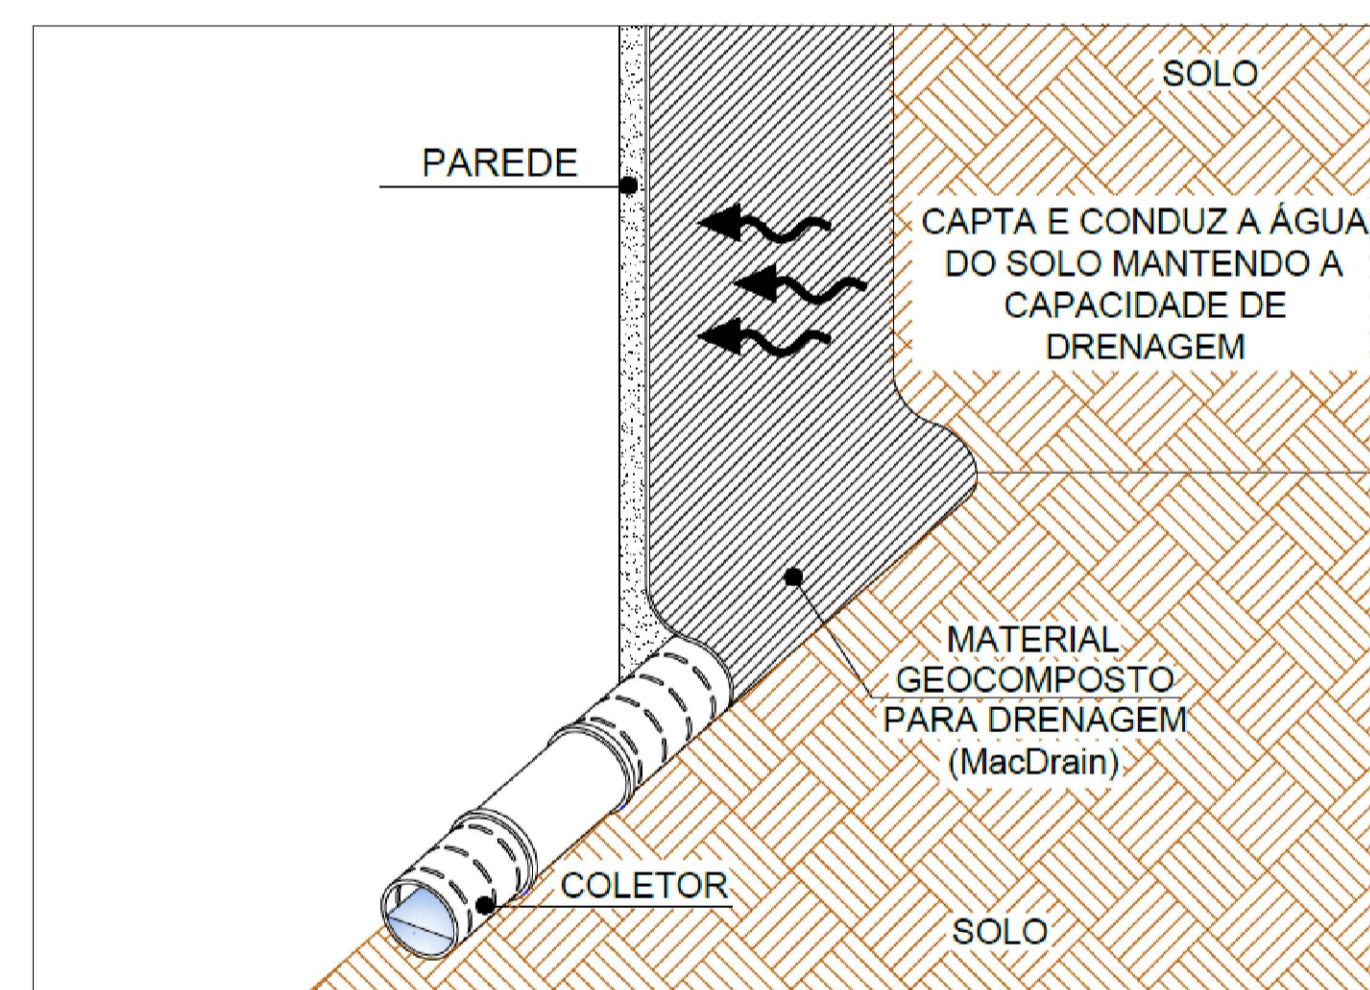 SOLO
PAREDE
CAPTA E CONDUZ A ÁGUA
DO SOLO MANTENDO A
CAPACIDADE DE
DRENAGEM
MATERIAL
GEOCOMPOSTO
PARA DRENAGEM
(MacDrain)
COLETOR
SOLO